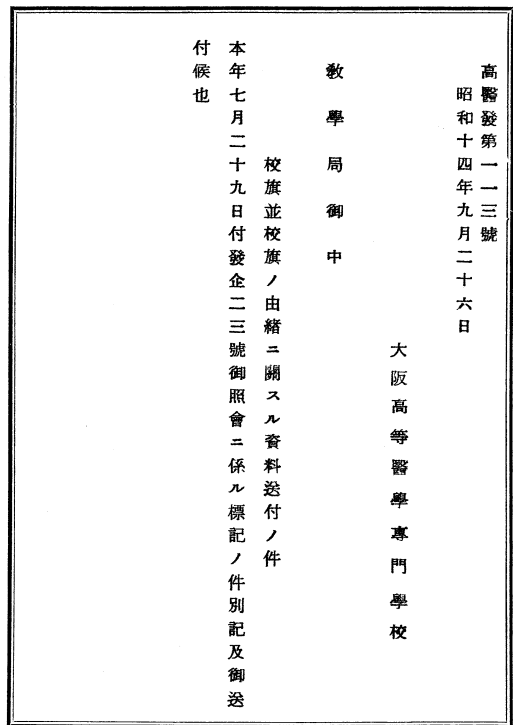 高醫發第一一三號
昭和十四年九月二十六日
大阪高等醫學專門學校
敎學局御中
校旗並校旗ノ由緖ニ關スル資料送付ノ件
本年七月二十九日付發企二三號御照會ニ係ル標記ノ件別記及御送
付候也